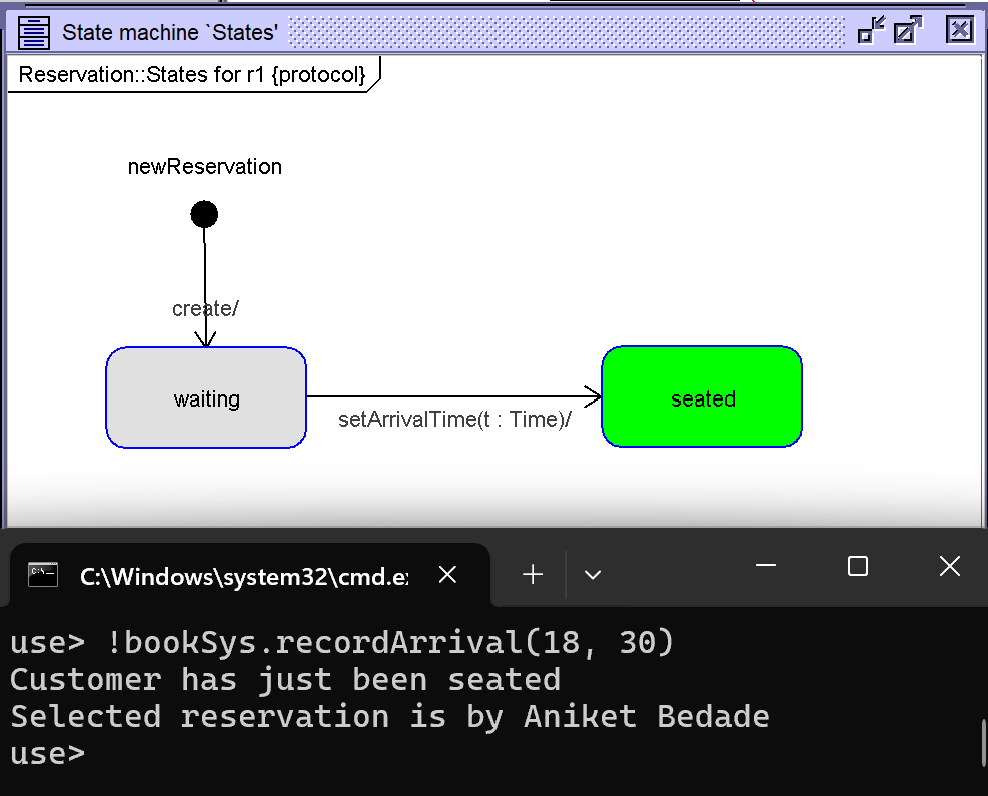 State machine `States'
Reservation::States for r1 {protocol}
newReservation
create/
waiting
seated
setArrivalTime(t : Time)/
C:\Windows\system32\cmd.e
use> !bookSys.recordArrival(18, 30)
Customer has just been seated
Selected reservation is by Aniket Bedade
use>